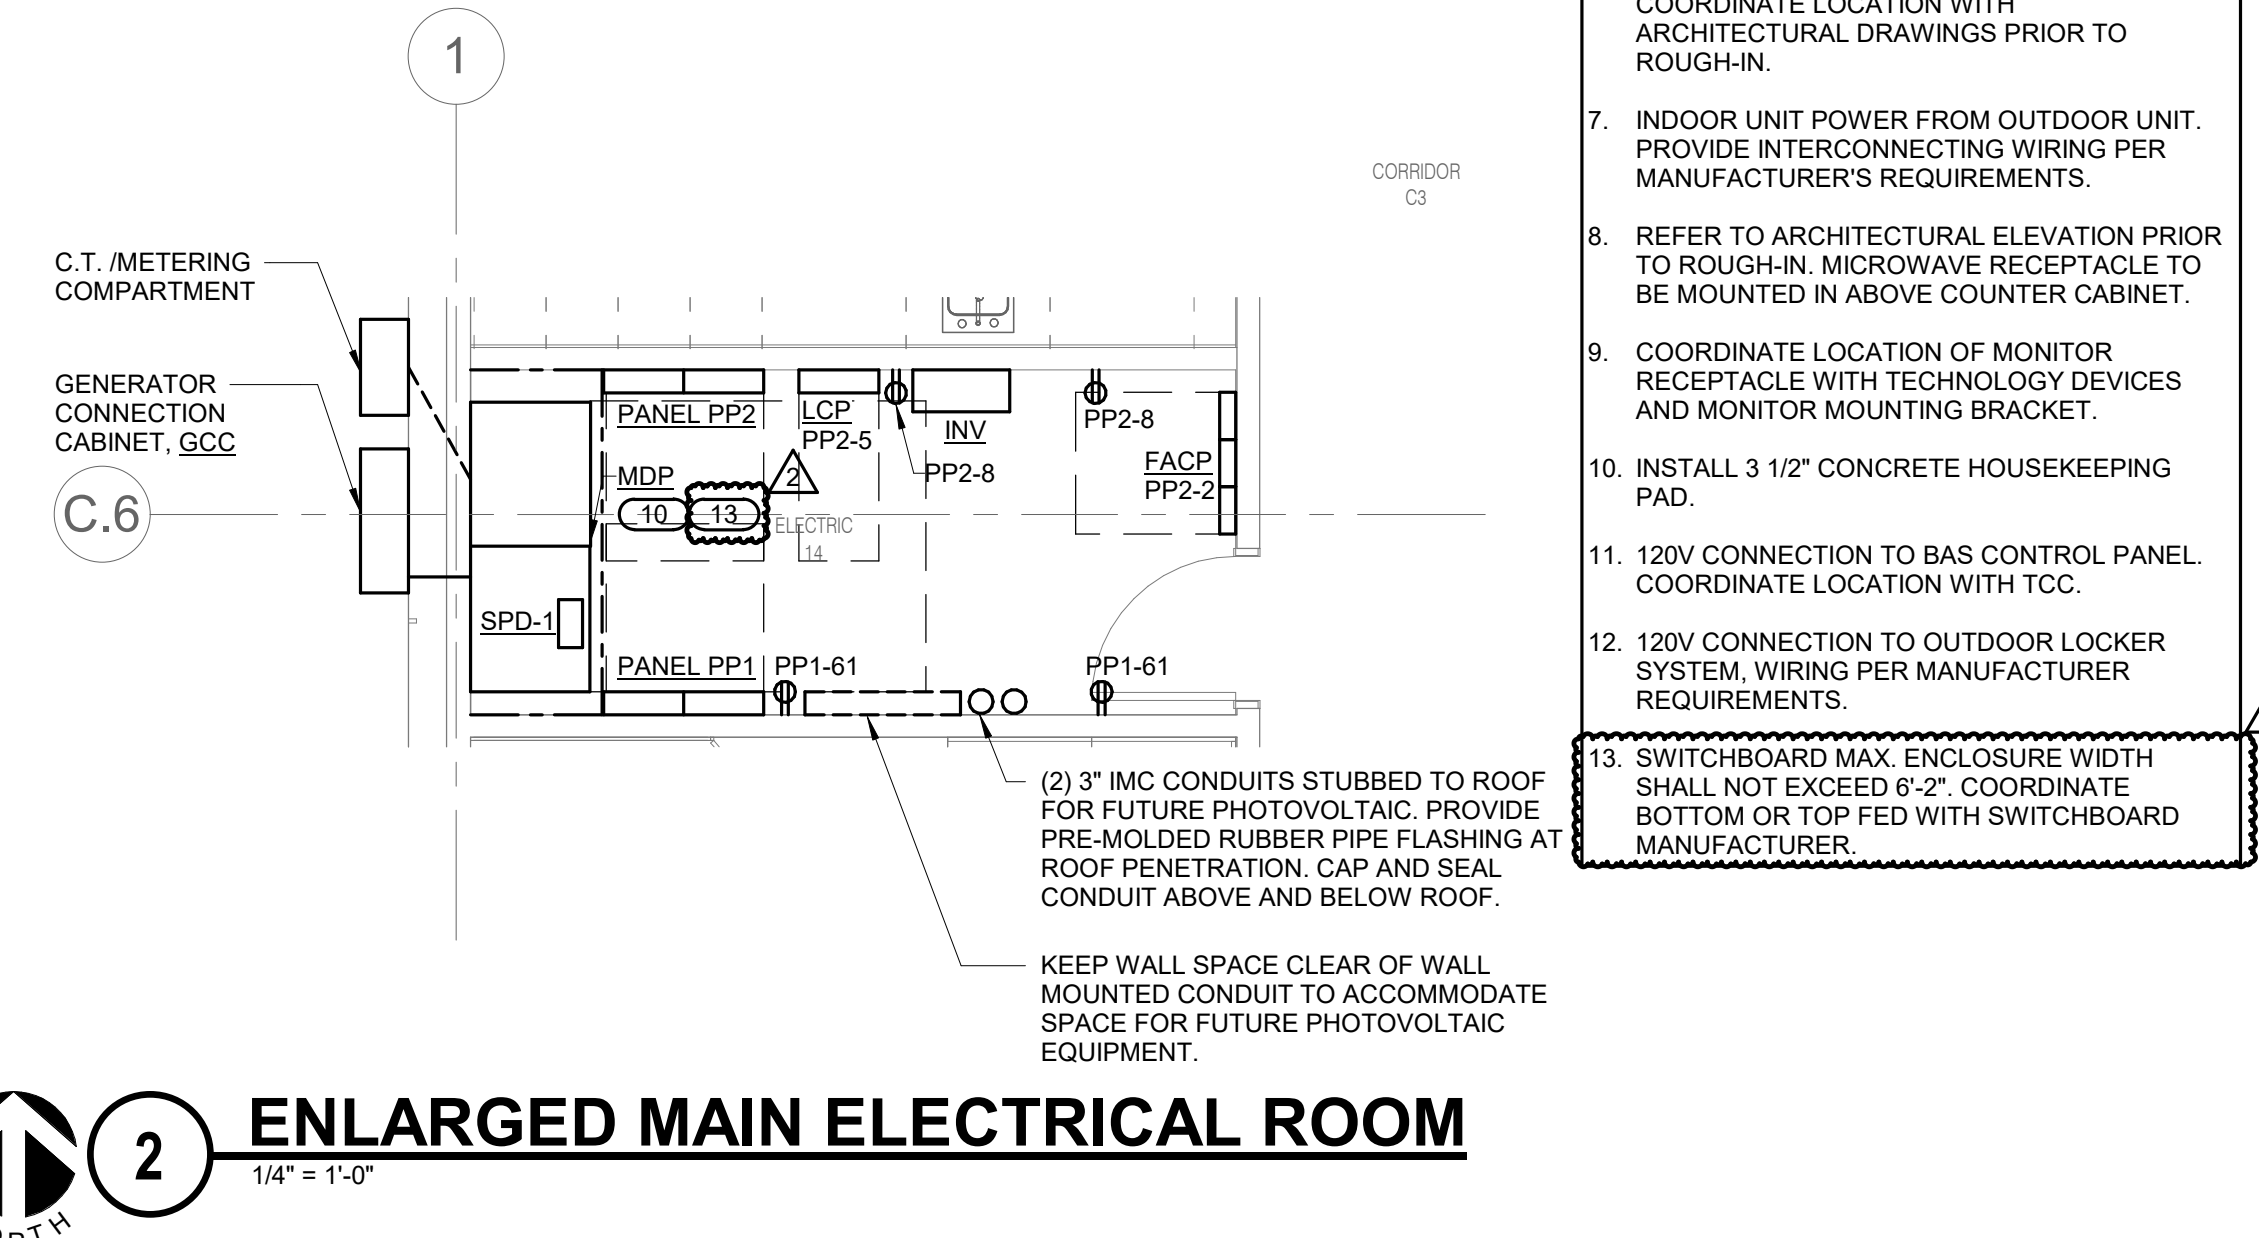 1
CORRIDOR
C3
C.T. /METERING
COMPARTMENT
GENERATOR
CONNECTION
CABINET, GCC
C.6
PANEL PP2
LCP
PP2-5
INV
PP2-8
PP2-8
FACP
PP2-2
MDP
2
10
13
ELECTRIC
14
SPD-1
PANEL PP1
PP1-61
PP1-61
(2) 3" IMC CONDUITS STUBBED TO ROOF
FOR FUTURE PHOTOVOLTAIC. PROVIDE
PRE-MOLDED RUBBER PIPE FLASHING AT
ROOF PENETRATION. CAP AND SEAL
CONDUIT ABOVE AND BELOW ROOF.
KEEP WALL SPACE CLEAR OF WALL
MOUNTED CONDUIT TO ACCOMMODATE
SPACE FOR FUTURE PHOTOVOLTAIC
EQUIPMENT.
COORDINATE LOCATION WITH
ARCHITECTURAL DRAWINGS PRIOR TO
ROUGH-IN.
7. INDOOR UNIT POWER FROM OUTDOOR UNIT.
PROVIDE INTERCONNECTING WIRING PER
MANUFACTURER'S REQUIREMENTS.
8. REFER TO ARCHITECTURAL ELEVATION PRIOR
TO ROUGH-IN. MICROWAVE RECEPTACLE TO
BE MOUNTED IN ABOVE COUNTER CABINET.
9. COORDINATE LOCATION OF MONITOR
RECEPTACLE WITH TECHNOLOGY DEVICES
AND MONITOR MOUNTING BRACKET.
10. INSTALL 3 1/2" CONCRETE HOUSEKEEPING
PAD.
11. 120V CONNECTION TO BAS CONTROL PANEL.
COORDINATE LOCATION WITH TCC.
12. 120V CONNECTION TO OUTDOOR LOCKER
SYSTEM, WIRING PER MANUFACTURER
REQUIREMENTS.
13. SWITCHBOARD MAX. ENCLOSURE WIDTH
SHALL NOT EXCEED 6'-2". COORDINATE
BOTTOM OR TOP FED WITH SWITCHBOARD
MANUFACTURER.
2
ENLARGED MAIN ELECTRICAL ROOM
1/4" = 1'-0"